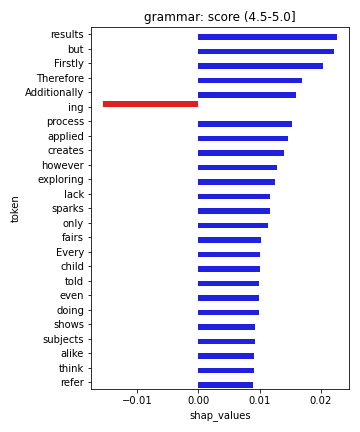 grammar: score (4.5-5.0]
results
but
Firstly
Therefore
Additionally
ing
process
applied
creates
however
exploring
lack
sparks
only
fairs
Every
child
told
even
doing
shows
subjects
alike
think
refer
token
−0.01 0.00 0.01 0.02
shap_values